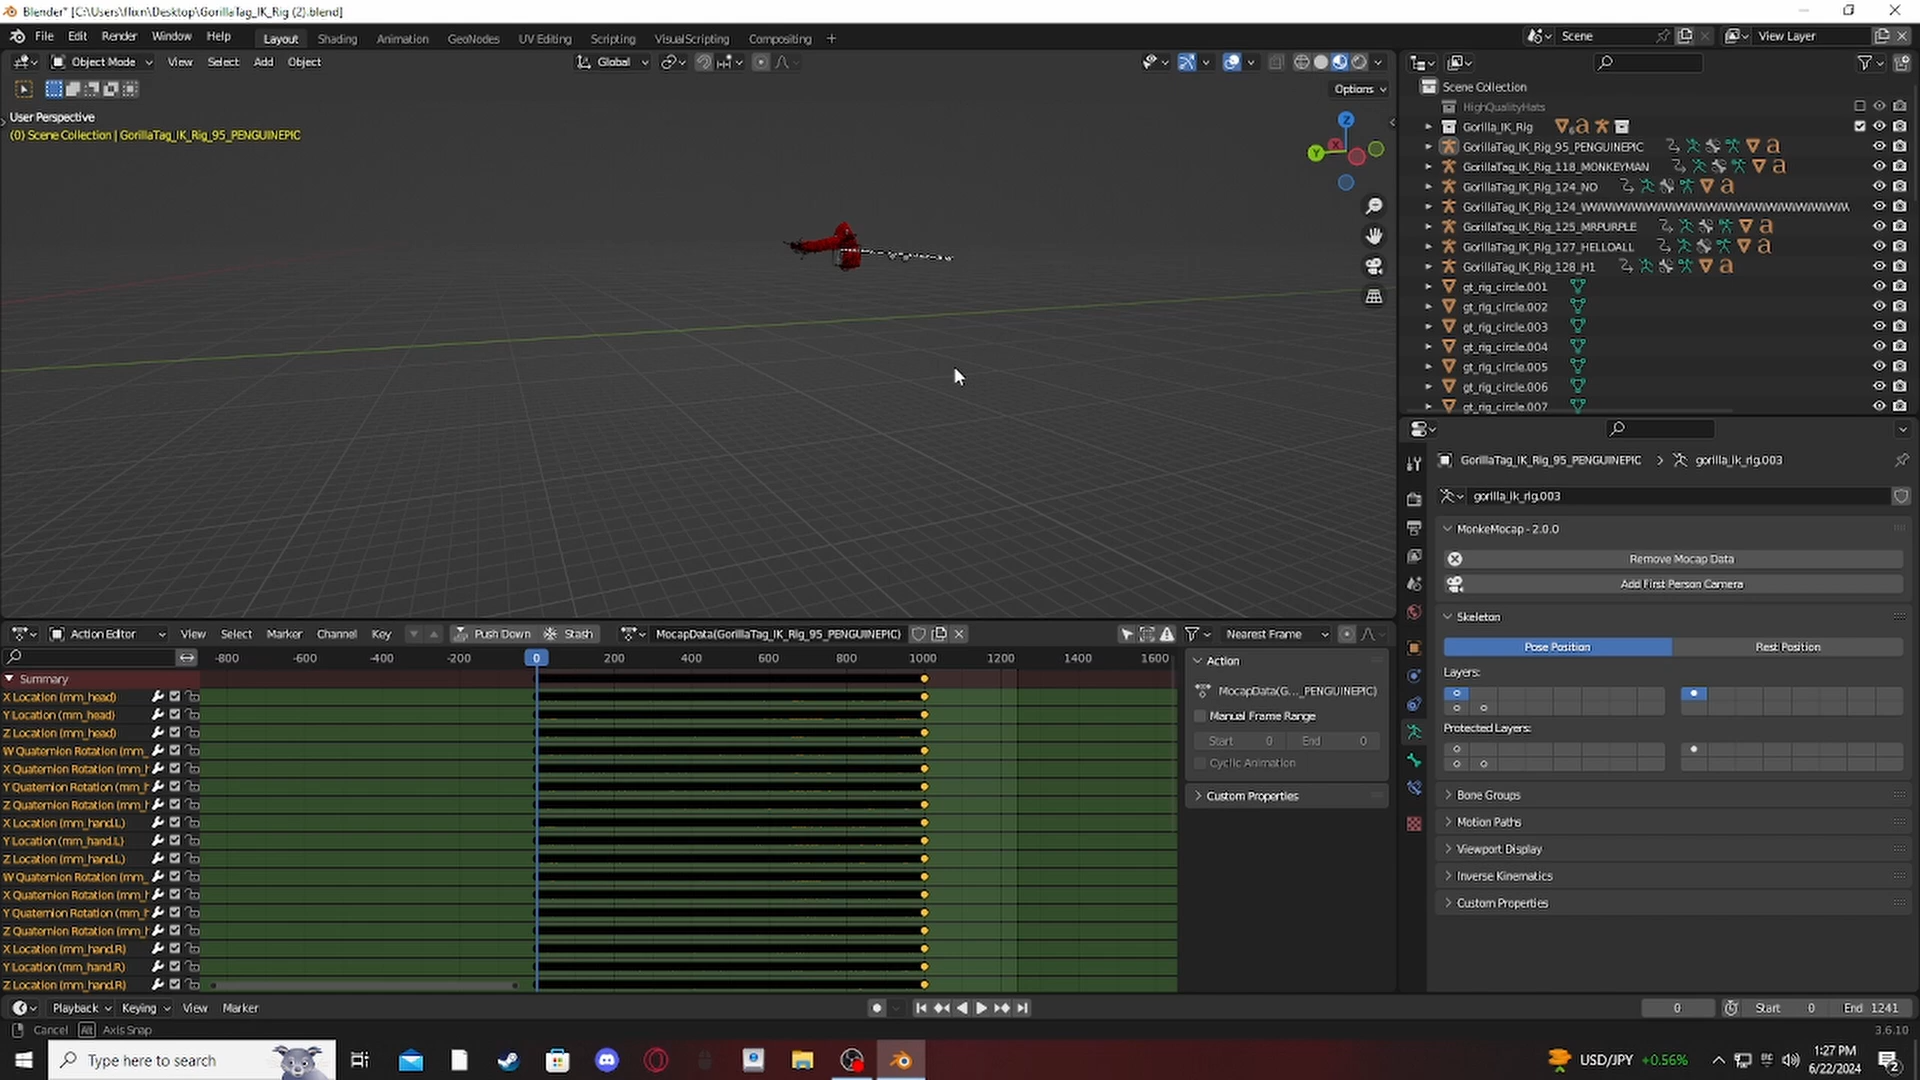 Blender* [C:\Users\flixn\Desktop\GorillaTag_IK_Rig (2).blend]
File Edit Render Window Help Layout Shading Animation GeoNodes UV Editing Scripting VisualScripting Compositing + Scene View Layer
Object Mode View Select Add Object Global
Options
User Perspective
(0) Scene Collection | GorillaTag_IK_Rig_95_PENGUINEPIC
Z
X
Y
Scene Collection
HighQualityHats
Gorilla_IK_Rig
GorillaTag_IK_Rig_95_PENGUINEPIC
GorillaTag_IK_Rig_118_MONKEYMAN
GorillaTag_IK_Rig_124_NO
GorillaTag_IK_Rig_125_MRPURPLE
GorillaTag_IK_Rig_127_HELLOALL
GorillaTag_IK_Rig_128_H1
gt_rig_circle.001
gt_rig_circle.002
gt_rig_circle.003
gt_rig_circle.004
gt_rig_circle.005
gt_rig_circle.006
gt_rig_circle.007
GorillaTag_IK_Rig_95_PENGUINEPIC > gorilla_ik_rig.003
gorilla_ik_rig.003
MonkeMocap - 2.0.0
Remove Mocap Data
Add First Person Camera
Skeleton
Pose Position Rest Position
Layers:
Protected Layers:
Bone Groups
Motion Paths
Viewport Display
Inverse Kinematics
Custom Properties
Action Editor View Select Marker Channel Key Push Down Stash MocapData(GorillaTag_IK_Rig_95_PENGUINEPIC) Nearest Frame
-800 -600 -400 -200 0 200 400 600 800 1000 1200 1400 1600
Summary
X Location (mm_head)
Y Location (mm_head)
Z Location (mm_head)
W Quaternion Rotation (mm_
X Quaternion Rotation (mm_h
Y Quaternion Rotation (mm_h
Z Quaternion Rotation (mm_h
X Location (mm_hand.L)
Y Location (mm_hand.L)
Z Location (mm_hand.L)
W Quaternion Rotation (mm_
X Quaternion Rotation (mm_h
Y Quaternion Rotation (mm_h
Z Quaternion Rotation (mm_h
X Location (mm_hand.R)
Y Location (mm_hand.R)
Z Location (mm_hand.R)
Action
MocapData(G..._PENGUINEPIC)
Manual Frame Range
Start 0 End 0
Cyclic Animation
Custom Properties
Playback Keying View Marker 0 Start 0 End 1241
Cancel Alt Axis Snap
3.6.10
Type here to search
USD/JPY +0.56%
1:27 PM
6/22/2024
2